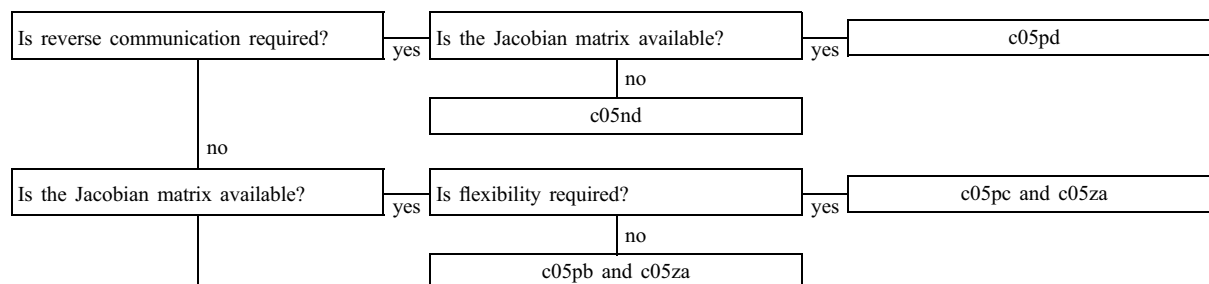 Is reverse communication required?
yes
Is the Jacobian matrix available?
yes
c05pd
no
c05nd
no
Is the Jacobian matrix available?
yes
Is flexibility required?
yes
c05pc and c05za
no
c05pb and c05za